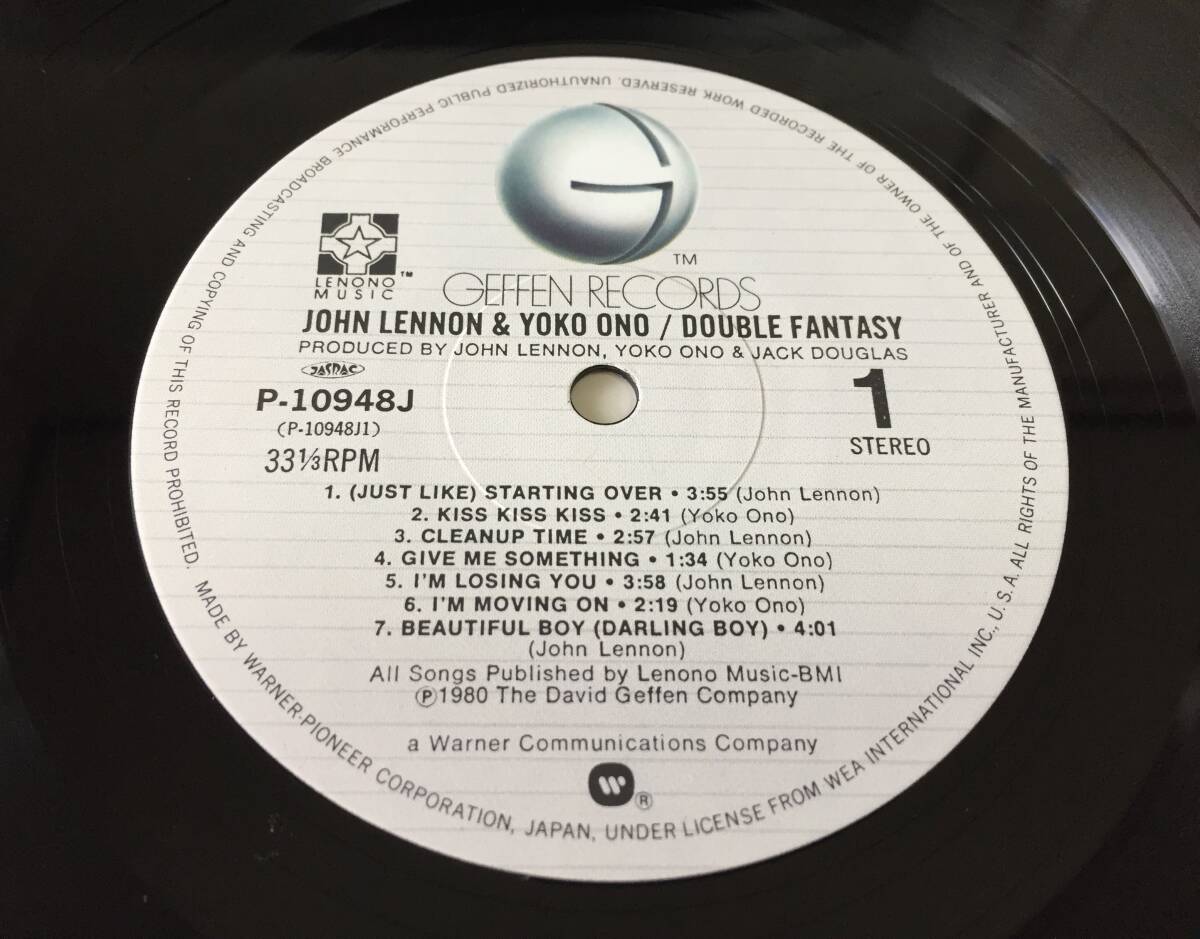 G
TM
LENONO
MUSIC
TM
GEFFEN RECORDS
JOHN LENNON & YOKO ONO / DOUBLE FANTASY
PRODUCED BY JOHN LENNON, YOKO ONO & JACK DOUGLAS
JASRAC
P-10948J
(P-10948J1)
33⅓RPM
1
STEREO
1. (JUST LIKE) STARTING OVER • 3:55 (John Lennon)
2. KISS KISS KISS • 2:41 (Yoko Ono)
3. CLEANUP TIME • 2:57 (John Lennon)
4. GIVE ME SOMETHING • 1:34 (Yoko Ono)
5. I'M LOSING YOU • 3:58 (John Lennon)
6. I'M MOVING ON • 2:19 (Yoko Ono)
7. BEAUTIFUL BOY (DARLING BOY) • 4:01
(John Lennon)
All Songs Published by Lenono Music-BMI
℗1980 The David Geffen Company
a Warner Communications Company
W
®
MADE BY WARNER-PIONEER CORPORATION, JAPAN, UNDER LICENSE FROM WEA INTERNATIONAL INC., U.S.A. ALL RIGHTS OF THE MANUFACTURER AND OF THE OWNER OF THE RECORDED WORK RESERVED. UNAUTHORIZED PUBLIC PERFORMANCE BROADCASTING AND COPYING OF THIS RECORD PROHIBITED.